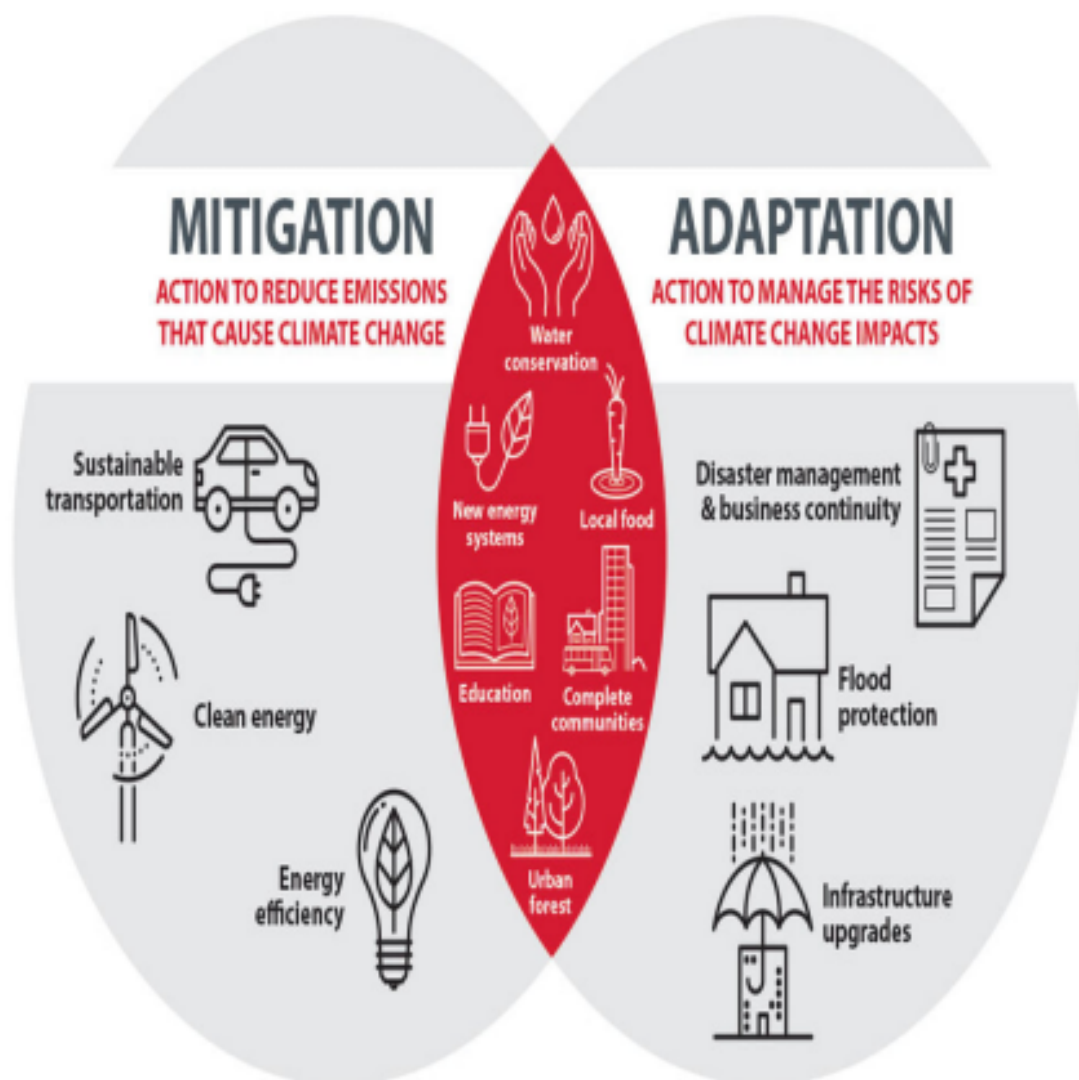 MITIGATION
ACTION TO REDUCE EMISSIONS
THAT CAUSE CLIMATE CHANGE
Sustainable
transportation
Clean energy
Energy
efficiency
Water
conservation
New energy
systems
Local food
Education
Complete
communities
Urban
forest
ADAPTATION
ACTION TO MANAGE THE RISKS OF
CLIMATE CHANGE IMPACTS
Disaster management
& business continuity
Flood
protection
Infrastructure
upgrades